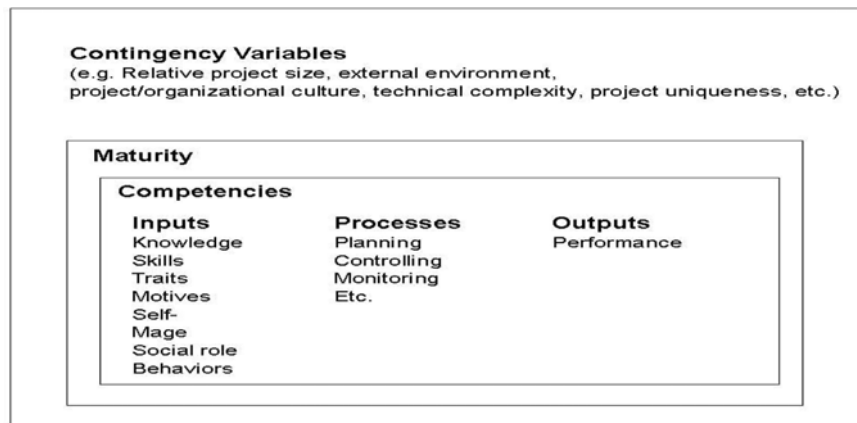 Contingency Variables
(e.g. Relative project size, external environment,
project/organizational culture, technical complexity, project uniqueness, etc.)
Maturity
Competencies
Inputs
Knowledge
Skills
Traits
Motives
Self-
Mage
Social role
Behaviors
Processes
Planning
Controlling
Monitoring
Etc.
Outputs
Performance